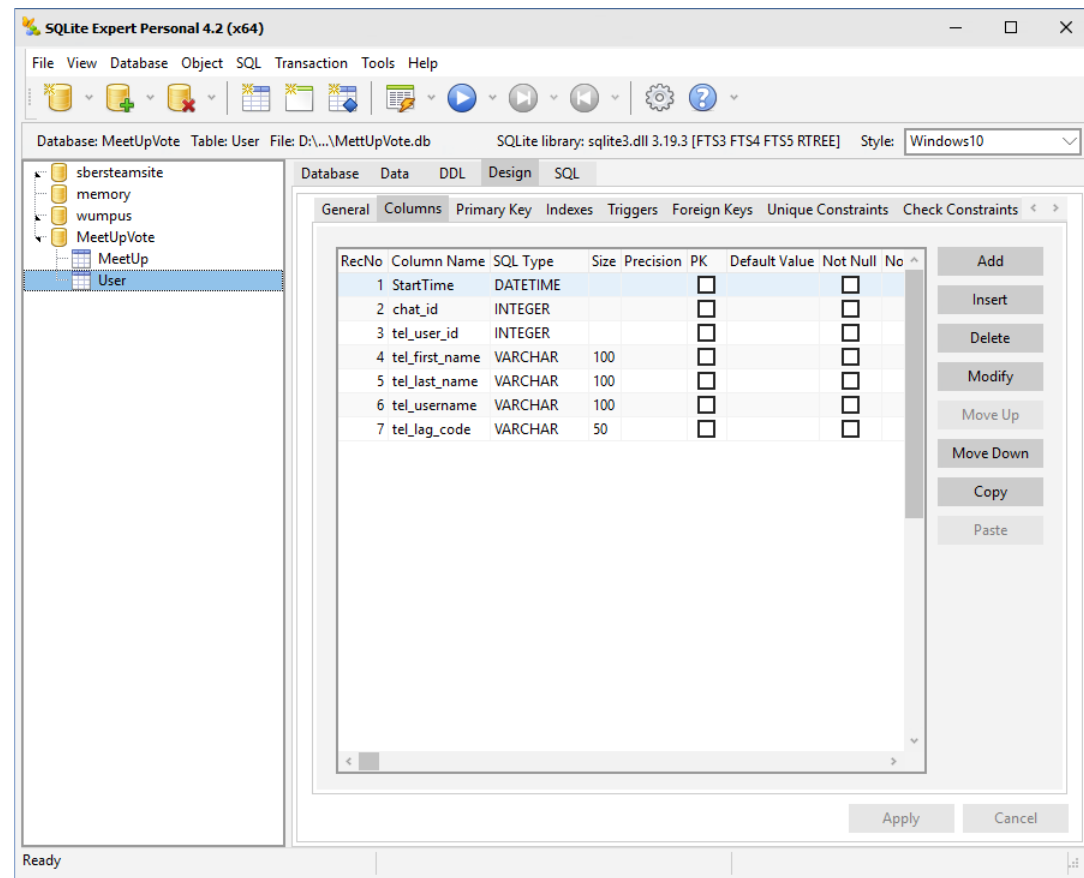 SQLite Expert Personal 4.2 (x64)
File View Database Object SQL Transaction Tools Help
Database: MeetUpVote Table: User File: D:\...\MettUpVote.db SQLite library: sqlite3.dll 3.19.3 [FTS3 FTS4 FTS5 RTREE] Style: Windows10
sbersteamsite
memory
wumpus
MeetUpVote
MeetUp
User
Database Data DDL Design SQL
General Columns Primary Key Indexes Triggers Foreign Keys Unique Constraints Check Constraints
RecNo Column Name SQL Type Size Precision PK Default Value Not Null No
1 StartTime DATETIME
2 chat_id INTEGER
3 tel_user_id INTEGER
4 tel_first_name VARCHAR 100
5 tel_last_name VARCHAR 100
6 tel_username VARCHAR 100
7 tel_lag_code VARCHAR 50
Add
Insert
Delete
Modify
Move Up
Move Down
Copy
Paste
Apply Cancel
Ready